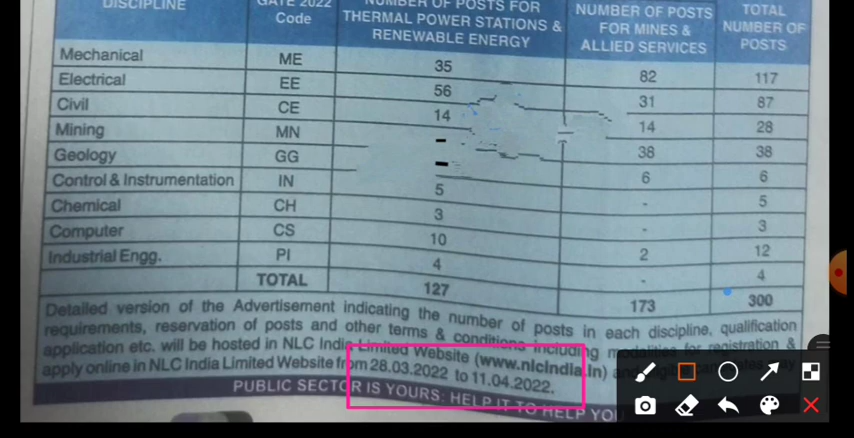 DISCIPLINE GATE 2022 Code NUMBER OF POSTS FOR THERMAL POWER STATIONS & RENEWABLE ENERGY NUMBER OF POSTS FOR MINES & ALLIED SERVICES TOTAL NUMBER OF POSTS
Mechanical ME 35 82 117
Electrical EE 56 31 87
Civil CE 14 14 28
Mining MN - 38 38
Geology GG - 6 6
Control & Instrumentation IN 5 - 5
Chemical CH 3 - 3
Computer CS 10 2 12
Industrial Engg. PI 4 - 4
TOTAL 127 173 300
Detailed version of the Advertisement indicating the number of posts in each discipline, qualification
requirements, reservation of posts and other terms & conditions including modalities for registration &
application etc. will be hosted in NLC India Limited Website (www.nlcindia.in) and
apply online in NLC India Limited Website from 28.03.2022 to 11.04.2022.
PUBLIC SECTOR IS YOURS: HELP IT TO HELP YOU